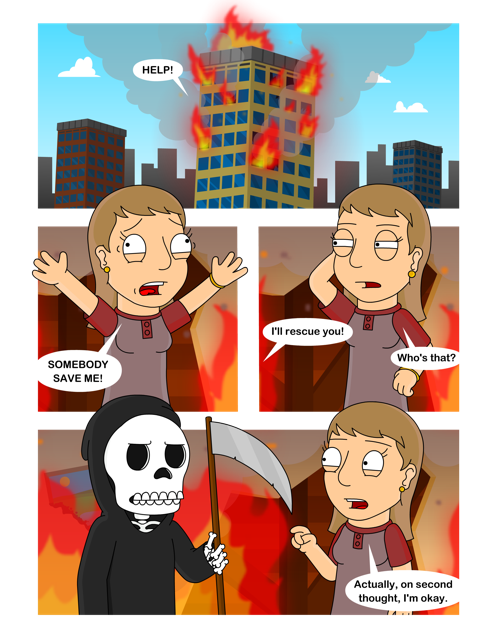 HELP!
SOMEBODY
SAVE ME!
I'll rescue you!
Who's that?
Actually, on second
thought, I'm okay.